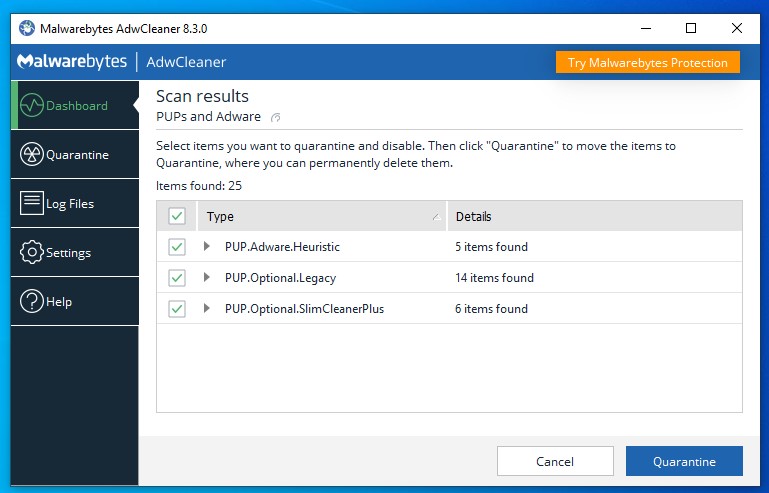 Malwarebytes AdwCleaner 8.3.0
Malwarebytes | AdwCleaner
Try Malwarebytes Protection
Dashboard
Quarantine
Log Files
Settings
Help
Scan results
PUPs and Adware
Select items you want to quarantine and disable. Then click "Quarantine" to move the items to
Quarantine, where you can permanently delete them.
Items found: 25
Type Details
PUP.Adware.Heuristic 5 items found
PUP.Optional.Legacy 14 items found
PUP.Optional.SlimCleanerPlus 6 items found
Cancel Quarantine